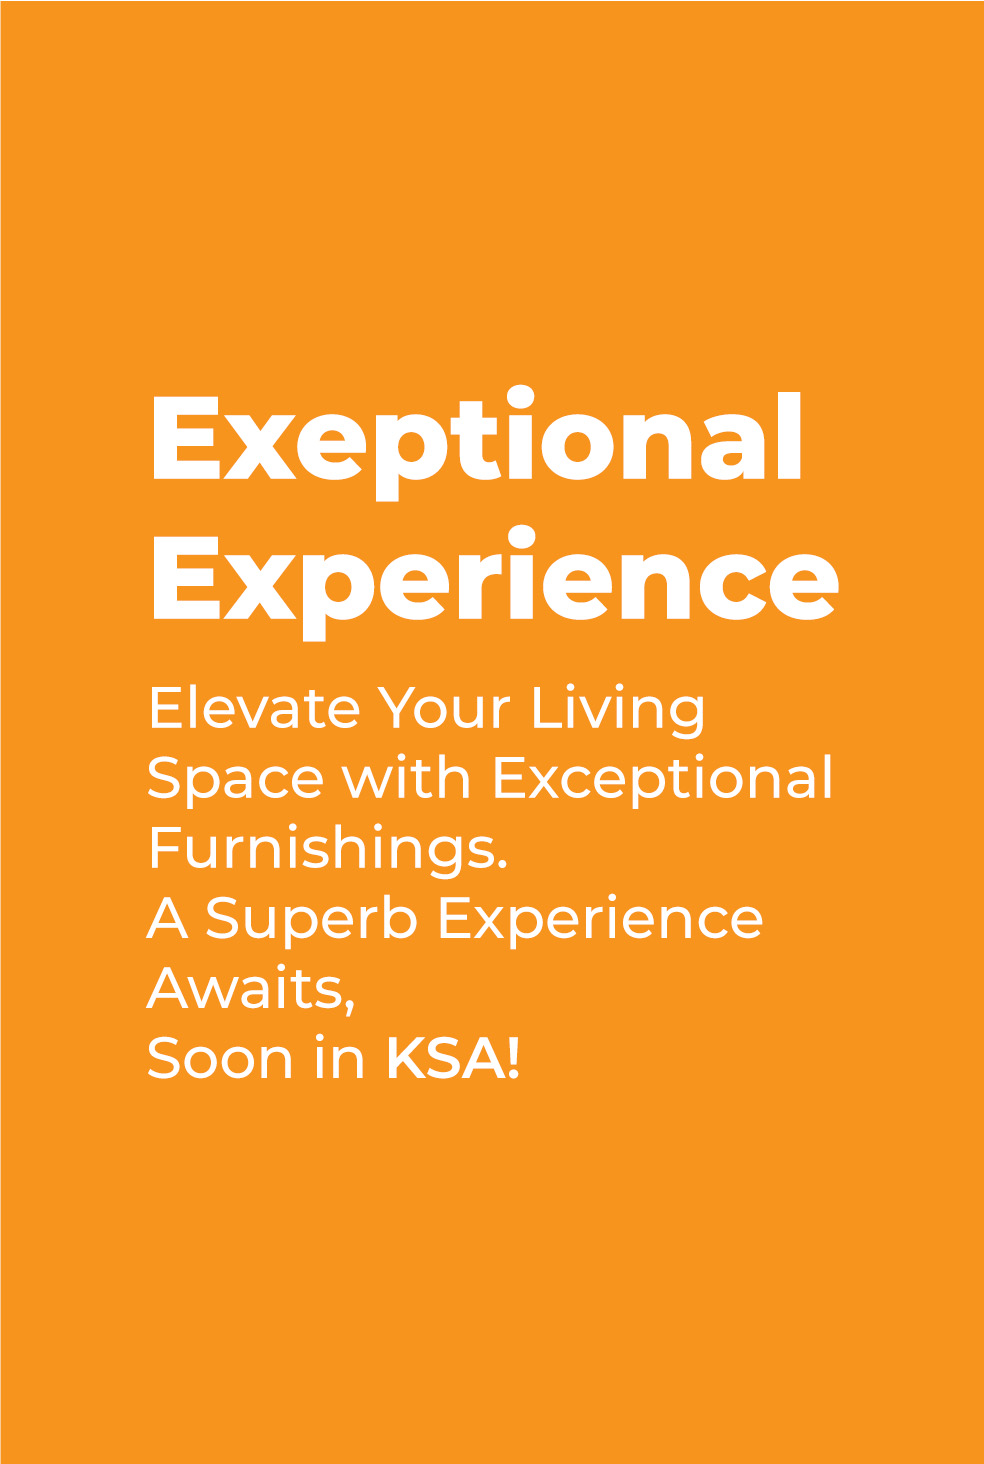 Exeptional
Experience
Elevate Your Living
Space with Exceptional
Furnishings.
A Superb Experience
Awaits,
Soon in KSA!